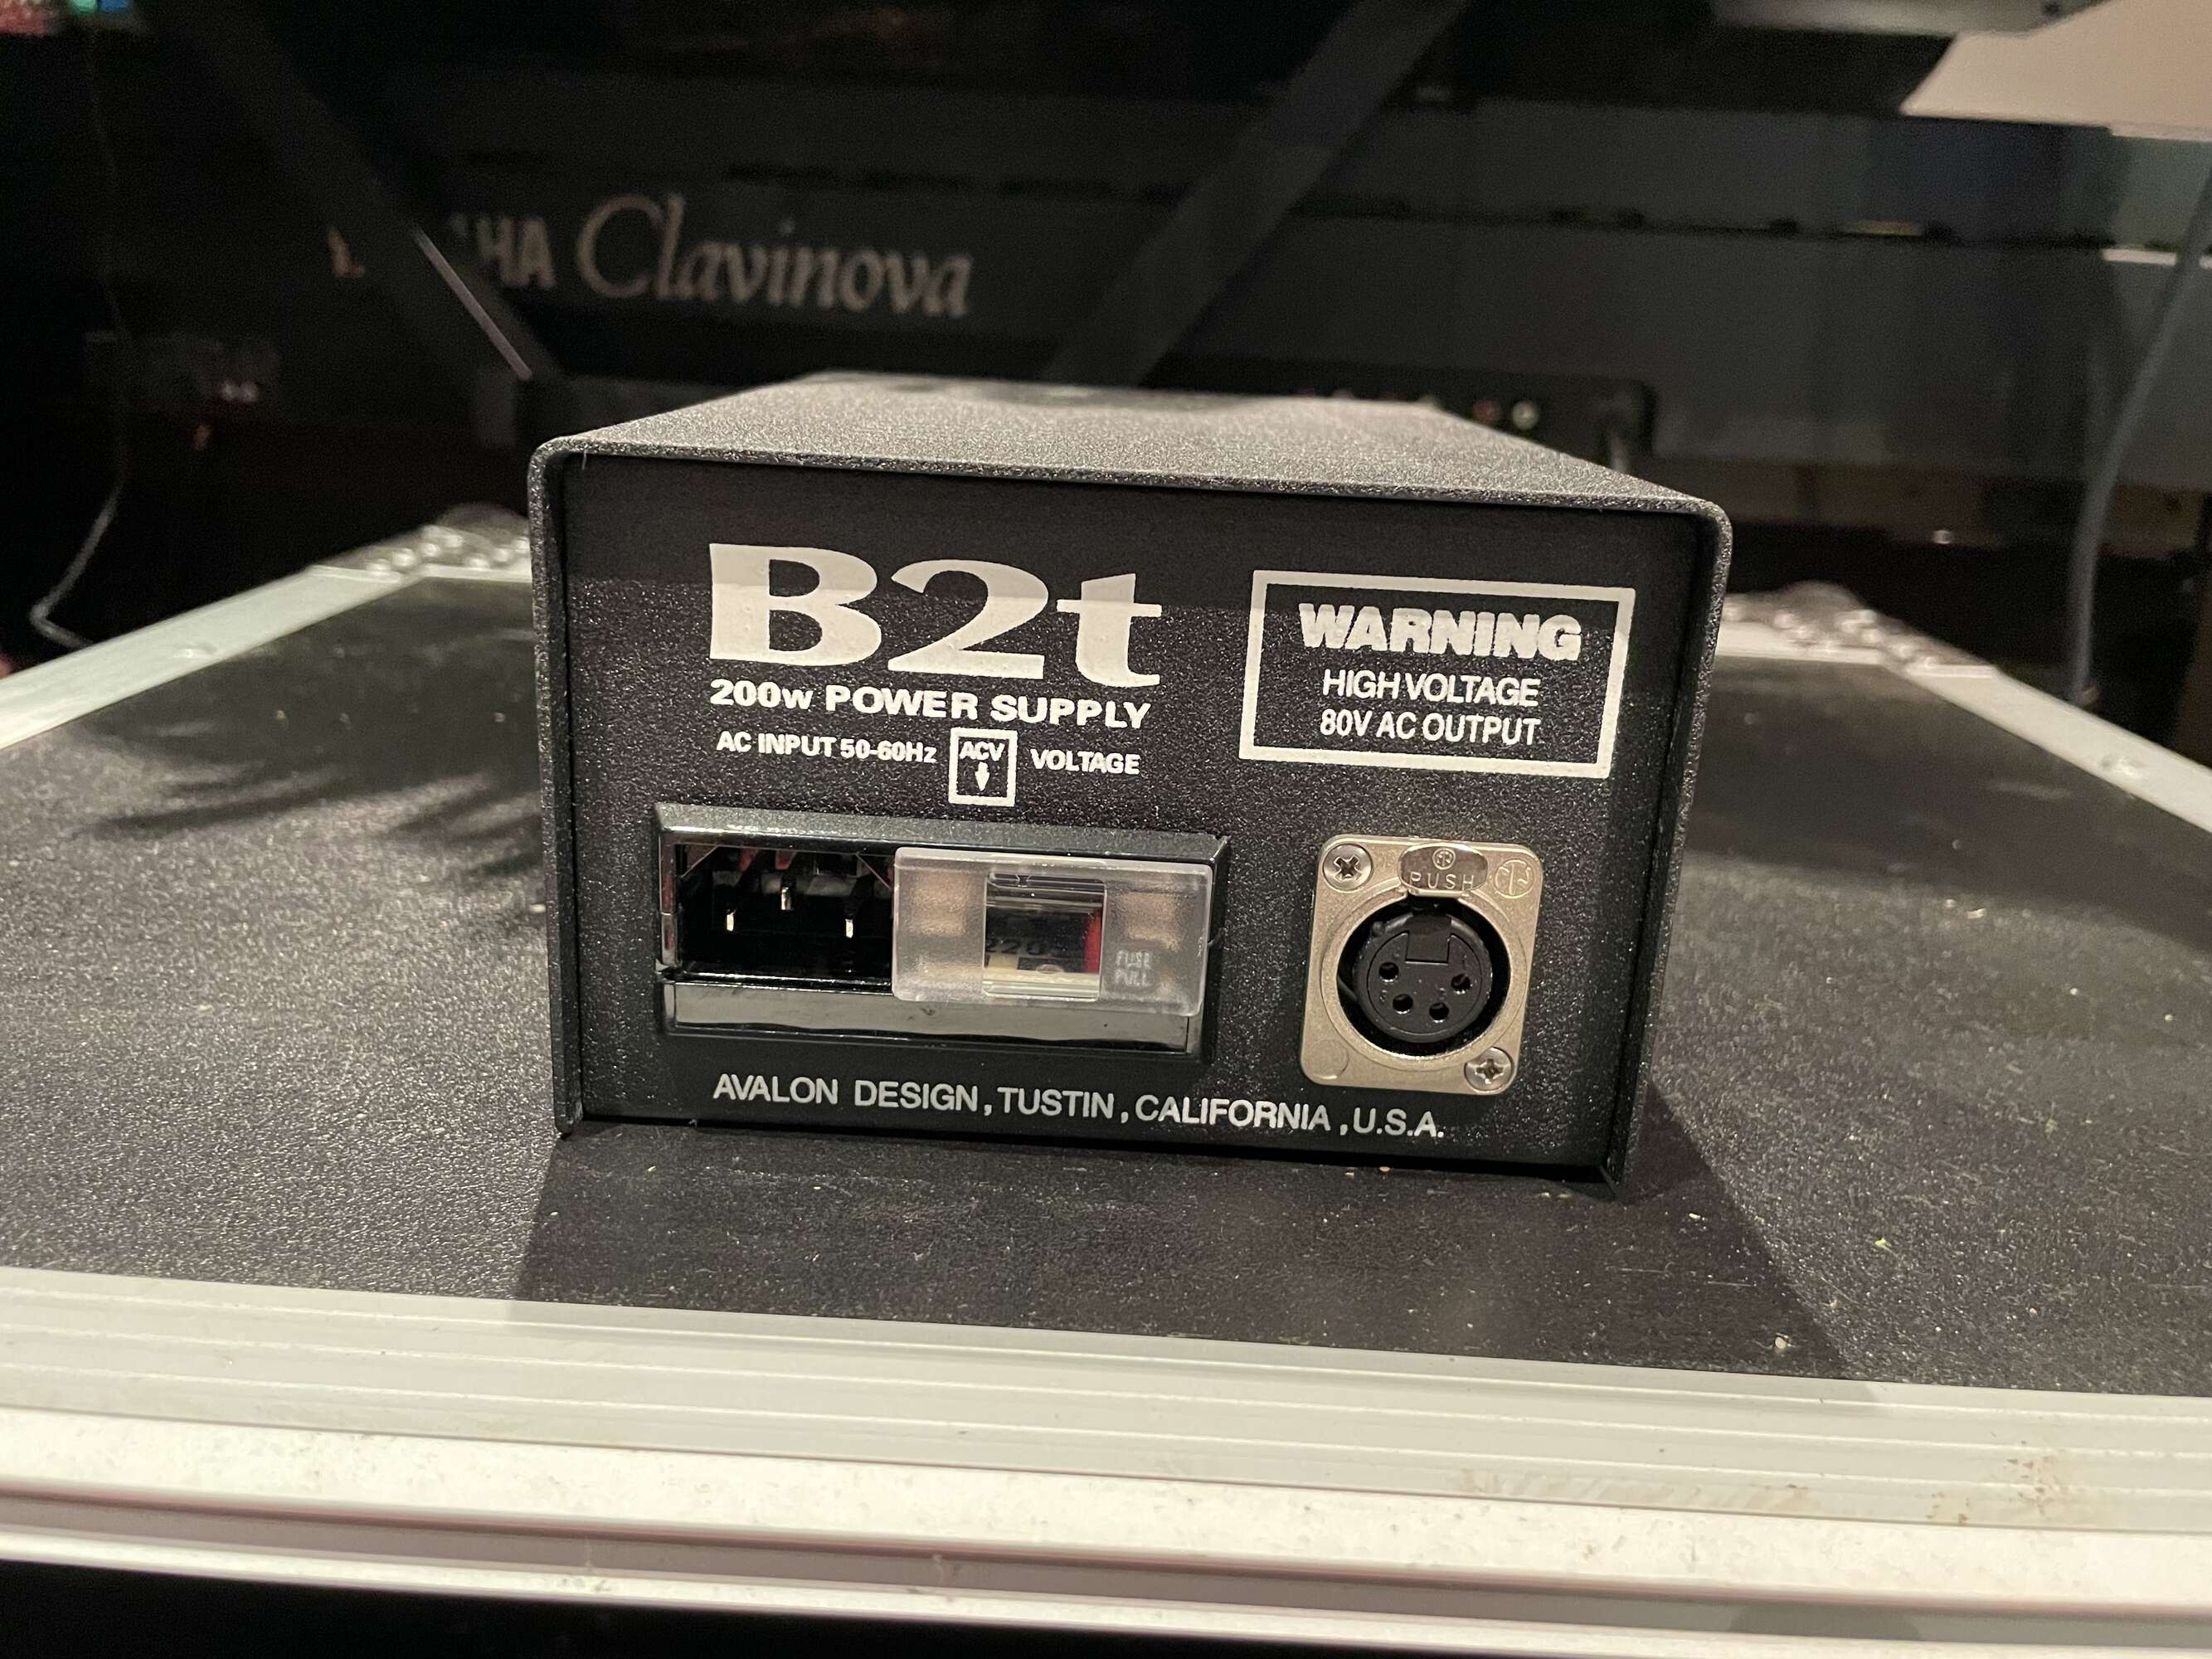 HA Clavinova
B2t
200w POWER SUPPLY
AC INPUT 50-60Hz
ACV
VOLTAGE
WARNING
HIGH VOLTAGE
80V AC OUTPUT
220
FUSE
PULL
PUSH
AVALON DESIGN, TUSTIN, CALIFORNIA, U.S.A.